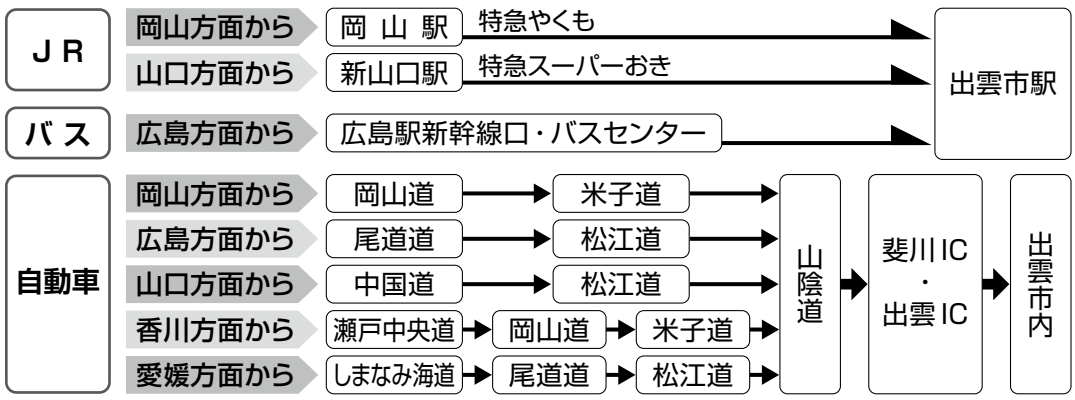 JR
岡山方面から 岡山駅 特急やくも
山口方面から 新山口駅 特急スーパーおき
出雲市駅
バス
広島方面から 広島駅新幹線口・バスセンター
自動車
岡山方面から 岡山道 米子道
広島方面から 尾道道 松江道
山口方面から 中国道 松江道
香川方面から 瀬戸中央道 岡山道 米子道
愛媛方面から しまなみ海道 尾道道 松江道
山陰道
斐川IC
・
出雲IC
出雲市内